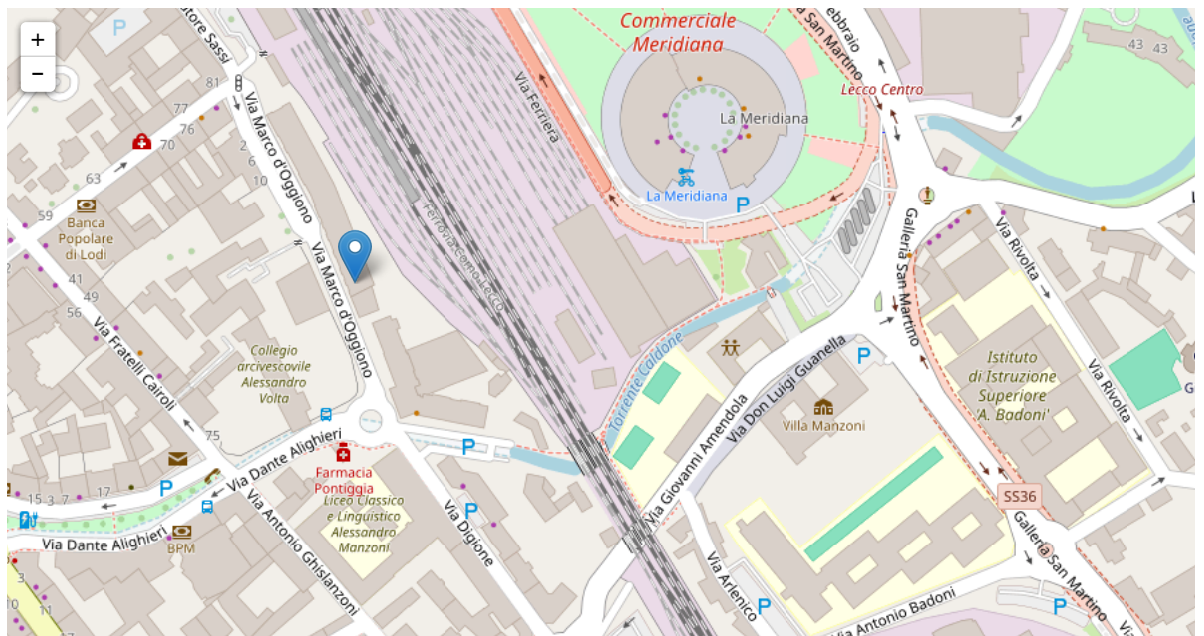 +
−
P
Salvatore Sassi
81
77
76
70
63
59
41
49
56
2
6
10
Banca
Popolare
di Lodi
Via Marco d'Oggiono
Via Marco d'Oggiono
Via Fratelli Cairoli
Collegio
arcivescovile
Alessandro
Volta
75
Via Dante Alighieri
Via Dante Alighieri
P
15
3
7
17
BPM
3
10
11
Farmacia
Pontiggia
Liceo Classico
e Linguistico
Alessandro
Manzoni
Via Antonio Ghislanzoni
Via Digione
P
P
Ferrovia Como-Lecco
Via Ferriera
Commerciale
Meridiana
La Meridiana
La Meridiana
P
Lecco Centro
Via San Martino
Galleria San Martino
43
43
Torrente Caldone
Via Giovanni Amendola
Via Don Luigi Guanella
P
Villa Manzoni
Istituto
di Istruzione
Superiore
'A. Badoni'
Via Rivolta
Via Rivolta
SS36
Galleria San Martino
Via Arlenico
P
Via Antonio Badoni
P